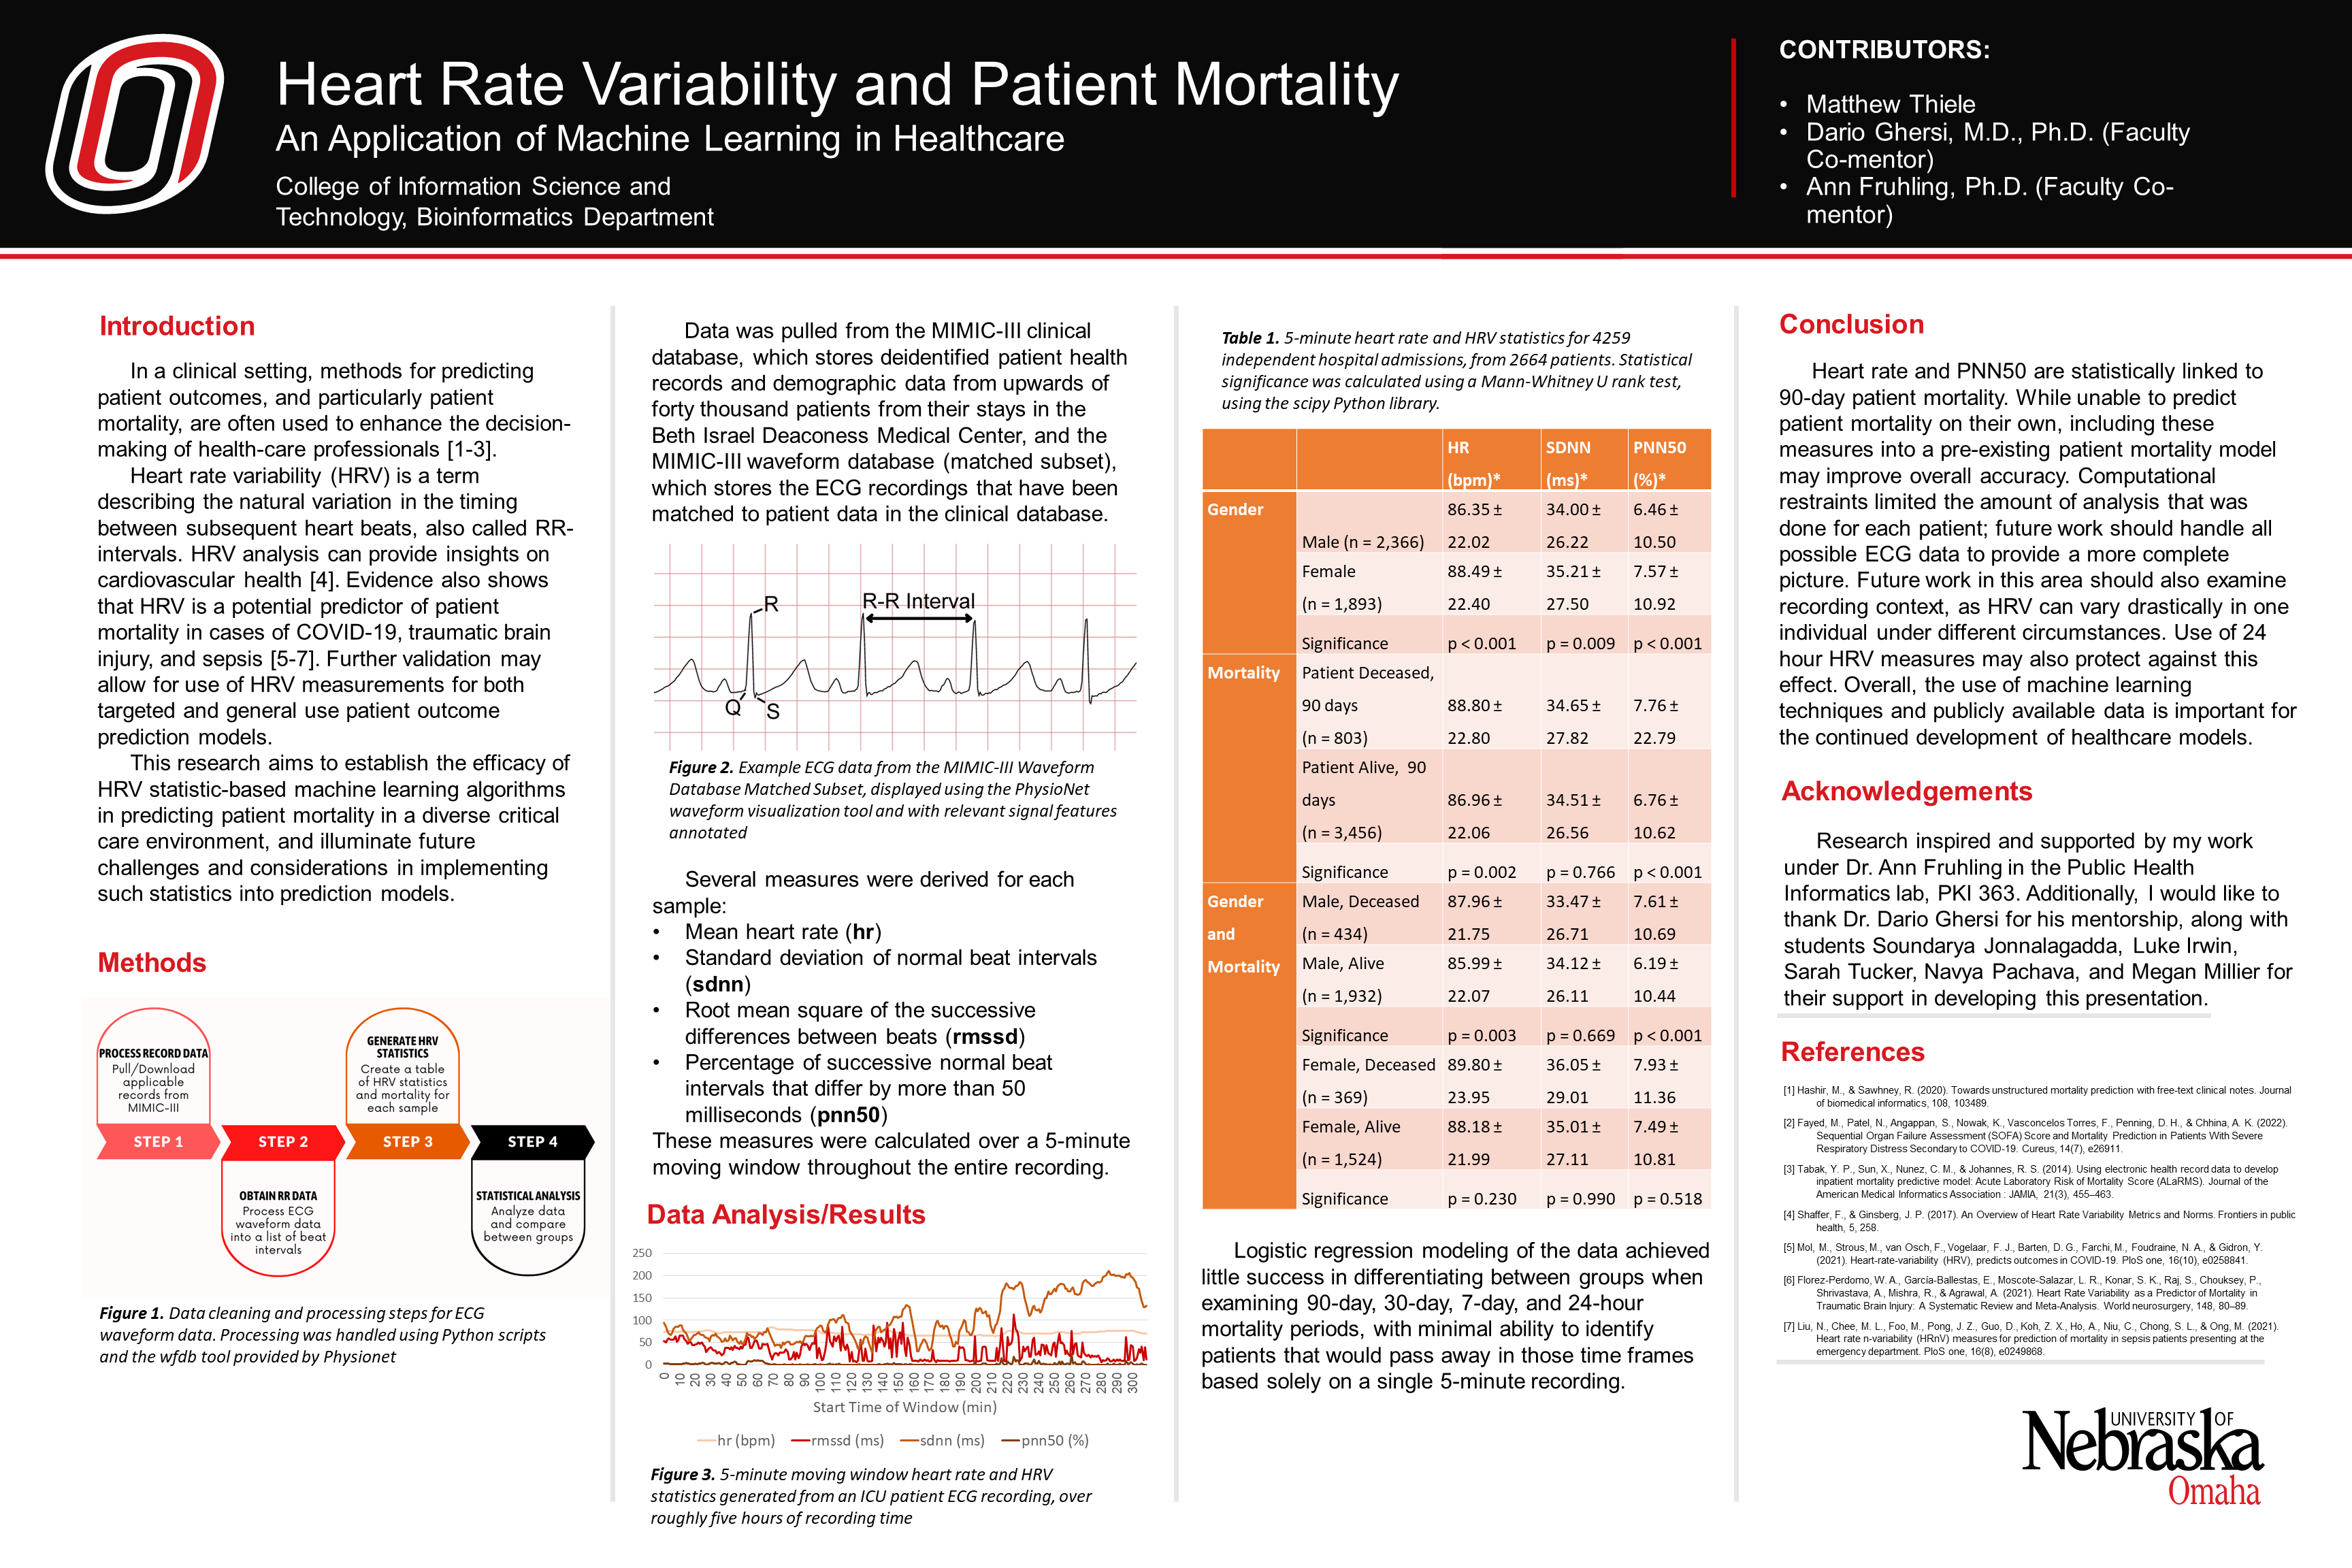 Heart Rate Variability and Patient Mortality
An Application of Machine Learning in Healthcare
College of Information Science and
Technology, Bioinformatics Department
CONTRIBUTORS:
• Matthew Thiele
• Dario Ghersi, M.D., Ph.D. (Faculty
Co-mentor)
• Ann Fruhling, Ph.D. (Faculty Co-
mentor)
Introduction
In a clinical setting, methods for predicting
patient outcomes, and particularly patient
mortality, are often used to enhance the decision-
making of health-care professionals [1-3].
Heart rate variability (HRV) is a term
describing the natural variation in the timing
between subsequent heart beats, also called RR-
intervals. HRV analysis can provide insights on
cardiovascular health [4]. Evidence also shows
that HRV is a potential predictor of patient
mortality in cases of COVID-19, traumatic brain
injury, and sepsis [5-7]. Further validation may
allow for use of HRV measurements for both
targeted and general use patient outcome
prediction models.
This research aims to establish the efficacy of
HRV statistic-based machine learning algorithms
in predicting patient mortality in a diverse critical
care environment, and illuminate future
challenges and considerations in implementing
such statistics into prediction models.
Methods
PROCESS RECORD DATA
Pull/Download
applicable
records from
MIMIC-III
GENERATE HRV
STATISTICS
Create a table
of HRV statistics
and mortality for
each sample
STEP 1
STEP 2
STEP 3
STEP 4
OBTAIN RR DATA
Process ECG
waveform data
into a list of beat
intervals
STATISTICAL ANALYSIS
Analyze data
and compare
between groups
Figure 1. Data cleaning and processing steps for ECG
waveform data. Processing was handled using Python scripts
and the wfdb tool provided by Physionet
Data was pulled from the MIMIC-III clinical
database, which stores deidentified patient health
records and demographic data from upwards of
forty thousand patients from their stays in the
Beth Israel Deaconess Medical Center, and the
MIMIC-III waveform database (matched subset),
which stores the ECG recordings that have been
matched to patient data in the clinical database.
R
R-R Interval
Q
S
Figure 2. Example ECG data from the MIMIC-III Waveform
Database Matched Subset, displayed using the PhysioNet
waveform visualization tool and with relevant signal features
annotated
Several measures were derived for each
sample:
• Mean heart rate (hr)
• Standard deviation of normal beat intervals
(sdnn)
• Root mean square of the successive
differences between beats (rmssd)
• Percentage of successive normal beat
intervals that differ by more than 50
milliseconds (pnn50)
These measures were calculated over a 5-minute
moving window throughout the entire recording.
Data Analysis/Results
250
200
150
100
50
0
0 10 20 30 40 50 60 70 80 90 100 110 120 130 140 150 160 170 180 190 200 210 220 230 240 250 260 270 280 290 300
Start Time of Window (min)
hr (bpm) rmssd (ms) sdnn (ms) pnn50 (%)
Figure 3. 5-minute moving window heart rate and HRV
statistics generated from an ICU patient ECG recording, over
roughly five hours of recording time
Table 1. 5-minute heart rate and HRV statistics for 4259
independent hospital admissions, from 2664 patients. Statistical
significance was calculated using a Mann-Whitney U rank test,
using the scipy Python library.
HR SDNN PNN50
(bpm)* (ms)* (%)*
Gender 86.35 ± 34.00 ± 6.46 ±
Male (n = 2,366) 22.02 26.22 10.50
Female 88.49 ± 35.21 ± 7.57 ±
(n = 1,893) 22.40 27.50 10.92
Significance p < 0.001 p = 0.009 p < 0.001
Mortality Patient Deceased,
90 days 88.80 ± 34.65 ± 7.76 ±
(n = 803) 22.80 27.82 22.79
Patient Alive, 90
days 86.96 ± 34.51 ± 6.76 ±
(n = 3,456) 22.06 26.56 10.62
Significance p = 0.002 p = 0.766 p < 0.001
Gender Male, Deceased 87.96 ± 33.47 ± 7.61 ±
and (n = 434) 21.75 26.71 10.69
Mortality Male, Alive 85.99 ± 34.12 ± 6.19 ±
(n = 1,932) 22.07 26.11 10.44
Significance p = 0.003 p = 0.669 p < 0.001
Female, Deceased 89.80 ± 36.05 ± 7.93 ±
(n = 369) 23.95 29.01 11.36
Female, Alive 88.18 ± 35.01 ± 7.49 ±
(n = 1,524) 21.99 27.11 10.81
Significance p = 0.230 p = 0.990 p = 0.518
Logistic regression modeling of the data achieved
little success in differentiating between groups when
examining 90-day, 30-day, 7-day, and 24-hour
mortality periods, with minimal ability to identify
patients that would pass away in those time frames
based solely on a single 5-minute recording.
Conclusion
Heart rate and PNN50 are statistically linked to
90-day patient mortality. While unable to predict
patient mortality on their own, including these
measures into a pre-existing patient mortality model
may improve overall accuracy. Computational
restraints limited the amount of analysis that was
done for each patient; future work should handle all
possible ECG data to provide a more complete
picture. Future work in this area should also examine
recording context, as HRV can vary drastically in one
individual under different circumstances. Use of 24
hour HRV measures may also protect against this
effect. Overall, the use of machine learning
techniques and publicly available data is important for
the continued development of healthcare models.
Acknowledgements
Research inspired and supported by my work
under Dr. Ann Fruhling in the Public Health
Informatics lab, PKI 363. Additionally, I would like to
thank Dr. Dario Ghersi for his mentorship, along with
students Soundarya Jonnalagadda, Luke Irwin,
Sarah Tucker, Navya Pachava, and Megan Millier for
their support in developing this presentation.
References
[1] Hashir, M., & Sawhney, R. (2020). Towards unstructured mortality prediction with free-text clinical notes. Journal
of biomedical informatics, 108, 103489.
[2] Fayed, M., Patel, N., Angappan, S., Nowak, K., Vasconcelos Torres, F., Penning, D. H., & Chhina, A. K. (2022).
Sequential Organ Failure Assessment (SOFA) Score and Mortality Prediction in Patients With Severe
Respiratory Distress Secondary to COVID-19. Cureus, 14(7), e26911.
[3] Tabak, Y. P., Sun, X., Nunez, C. M., & Johannes, R. S. (2014). Using electronic health record data to develop
inpatient mortality predictive model: Acute Laboratory Risk of Mortality Score (ALaRMS). Journal of the
American Medical Informatics Association : JAMIA, 21(3), 455–463.
[4] Shaffer, F., & Ginsberg, J. P. (2017). An Overview of Heart Rate Variability Metrics and Norms. Frontiers in public
health, 5, 258.
[5] Mol, M., Strous, M., van Osch, F., Vogelaar, F. J., Barten, D. G., Farchi, M., Foudraine, N. A., & Gidron, Y.
(2021). Heart-rate-variability (HRV), predicts outcomes in COVID-19. PloS one, 16(10), e0258841.
[6] Florez-Perdomo, W. A., García-Ballestas, E., Moscote-Salazar, L. R., Konar, S. K., Raj, S., Chouksey, P.,
Shrivastava, A., Mishra, R., & Agrawal, A. (2021). Heart Rate Variability as a Predictor of Mortality in
Traumatic Brain Injury: A Systematic Review and Meta-Analysis. World neurosurgery, 148, 80–89.
[7] Liu, N., Chee, M. L., Foo, M., Pong, J. Z., Guo, D., Koh, Z. X., Ho, A., Niu, C., Chong, S. L., & Ong, M. (2021).
Heart rate n-variability (HRnV) measures for prediction of mortality in sepsis patients presenting at the
emergency department. PloS one, 16(8), e0249868.
UNIVERSITY OF
Nebraska
Omaha